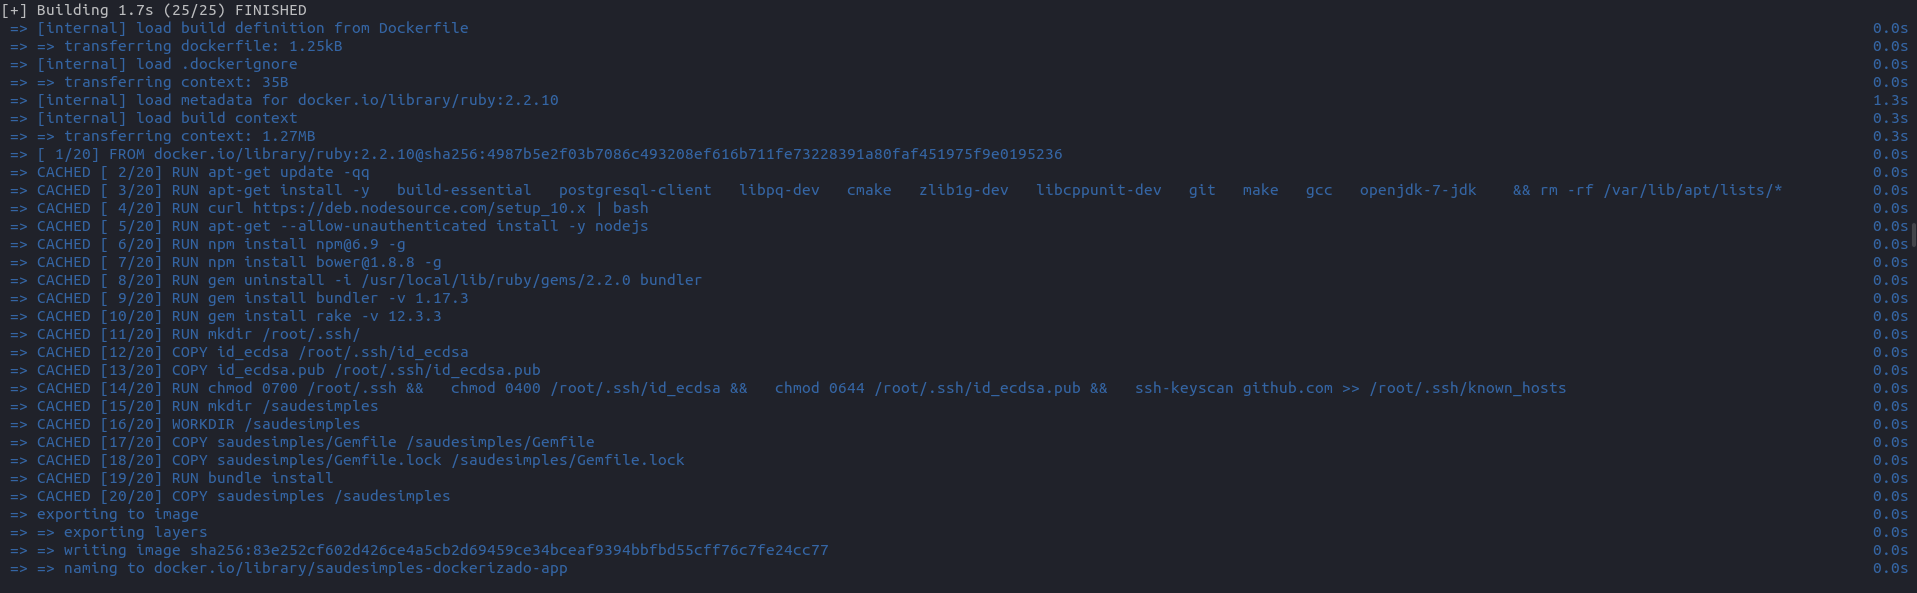 [+] Building 1.7s (25/25) FINISHED
=> [internal] load build definition from Dockerfile 0.0s
=> => transferring dockerfile: 1.25kB 0.0s
=> [internal] load .dockerignore 0.0s
=> => transferring context: 35B 0.0s
=> [internal] load metadata for docker.io/library/ruby:2.2.10 1.3s
=> [internal] load build context 0.3s
=> => transferring context: 1.27MB 0.3s
=> [ 1/20] FROM docker.io/library/ruby:2.2.10@sha256:4987b5e2f03b7086c493208ef616b711fe73228391a80faf451975f9e0195236 0.0s
=> CACHED [ 2/20] RUN apt-get update -qq 0.0s
=> CACHED [ 3/20] RUN apt-get install -y   build-essential   postgresql-client   libpq-dev   cmake   zlib1g-dev   libcppunit-dev   git   make   gcc   openjdk-7-jdk    && rm -rf /var/lib/apt/lists/* 0.0s
=> CACHED [ 4/20] RUN curl https://deb.nodesource.com/setup_10.x | bash 0.0s
=> CACHED [ 5/20] RUN apt-get --allow-unauthenticated install -y nodejs 0.0s
=> CACHED [ 6/20] RUN npm install npm@6.9 -g 0.0s
=> CACHED [ 7/20] RUN npm install bower@1.8.8 -g 0.0s
=> CACHED [ 8/20] RUN gem uninstall -i /usr/local/lib/ruby/gems/2.2.0 bundler 0.0s
=> CACHED [ 9/20] RUN gem install bundler -v 1.17.3 0.0s
=> CACHED [10/20] RUN gem install rake -v 12.3.3 0.0s
=> CACHED [11/20] RUN mkdir /root/.ssh/ 0.0s
=> CACHED [12/20] COPY id_ecdsa /root/.ssh/id_ecdsa 0.0s
=> CACHED [13/20] COPY id_ecdsa.pub /root/.ssh/id_ecdsa.pub 0.0s
=> CACHED [14/20] RUN chmod 0700 /root/.ssh &&   chmod 0400 /root/.ssh/id_ecdsa &&   chmod 0644 /root/.ssh/id_ecdsa.pub &&   ssh-keyscan github.com >> /root/.ssh/known_hosts 0.0s
=> CACHED [15/20] RUN mkdir /saudesimples 0.0s
=> CACHED [16/20] WORKDIR /saudesimples 0.0s
=> CACHED [17/20] COPY saudesimples/Gemfile /saudesimples/Gemfile 0.0s
=> CACHED [18/20] COPY saudesimples/Gemfile.lock /saudesimples/Gemfile.lock 0.0s
=> CACHED [19/20] RUN bundle install 0.0s
=> CACHED [20/20] COPY saudesimples /saudesimples 0.0s
=> exporting to image 0.0s
=> => exporting layers 0.0s
=> => writing image sha256:83e252cf602d426ce4a5cb2d69459ce34bceaf9394bbfbd55cff76c7fe24cc77 0.0s
=> => naming to docker.io/library/saudesimples-dockerizado-app 0.0s